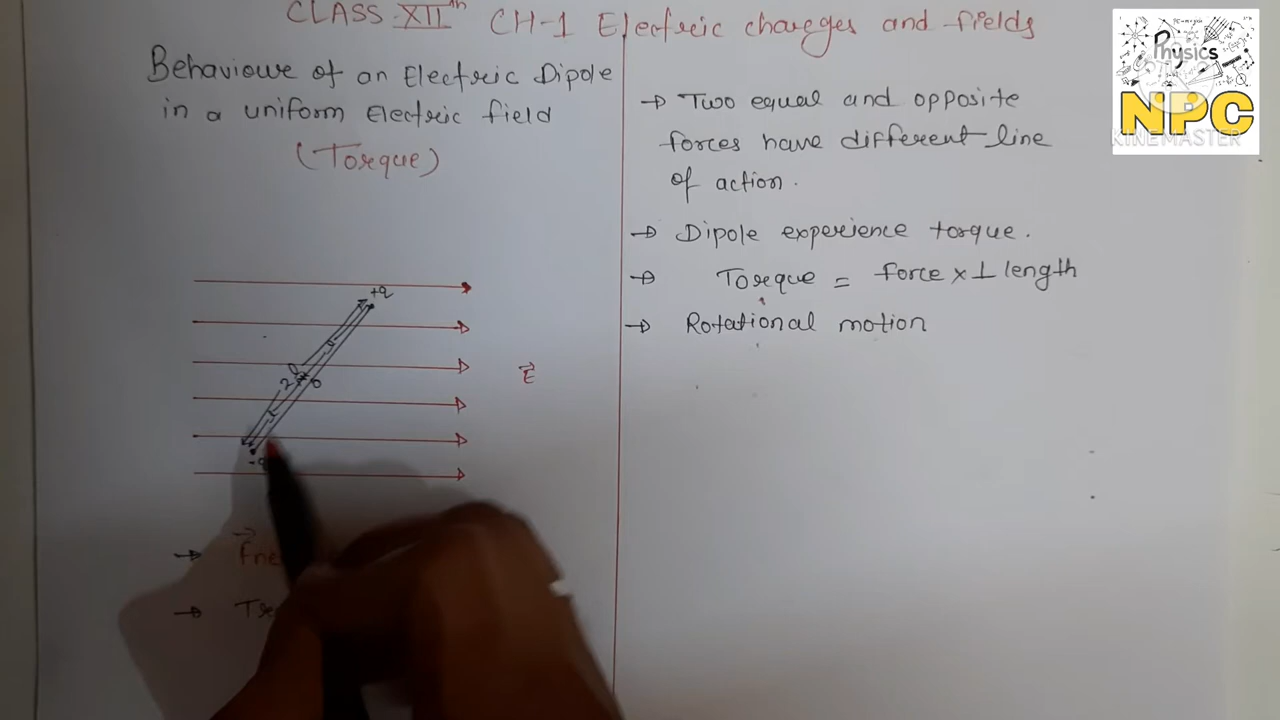 CLASS XIIth CH-1 Electric charges and fields
Behaviour of an Electric Dipole
in a uniform Electric field
(Torque)
+q
2
a
o
E
→ Two equal and opposite
forces have different line
of action.
→ Dipole experience torque.
→ Torque = force × ⊥ length
→ Rotational motion
Physics
NPC
KINEMASTER